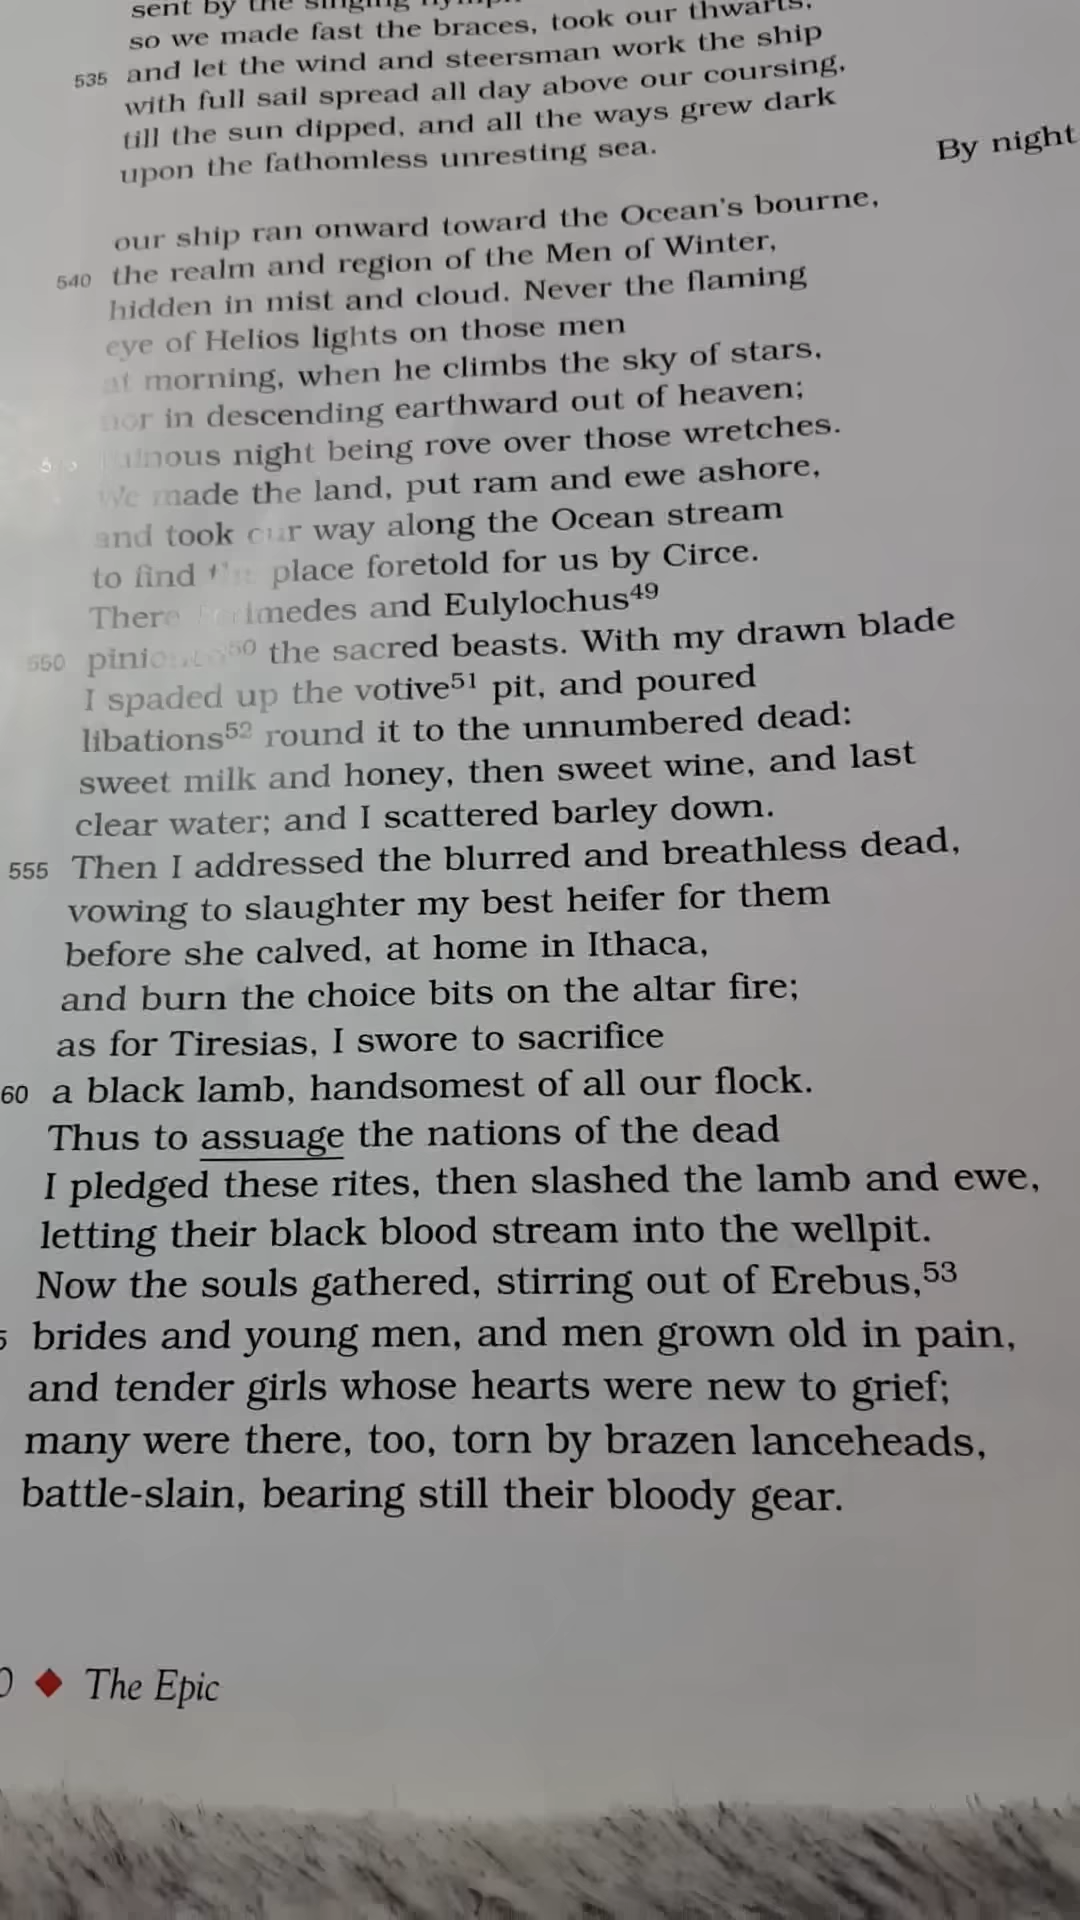 sent by the singing
so we made fast the braces, took our thwarts,
535 and let the wind and steersman work the ship
with full sail spread all day above our coursing,
till the sun dipped, and all the ways grew dark
upon the fathomless unresting sea.
By night
our ship ran onward toward the Ocean's bourne,
540 the realm and region of the Men of Winter,
hidden in mist and cloud. Never the flaming
eye of Helios lights on those men
at morning, when he climbs the sky of stars,
nor in descending earthward out of heaven;
night being rove over those wretches.
We made the land, put ram and ewe ashore,
and took our way along the Ocean stream
to find the place foretold for us by Circe.
There and Eulylochus49
550 the sacred beasts. With my drawn blade
I spaded up the votive51 pit, and poured
libations52 round it to the unnumbered dead:
sweet milk and honey, then sweet wine, and last
clear water; and I scattered barley down.
555 Then I addressed the blurred and breathless dead,
vowing to slaughter my best heifer for them
before she calved, at home in Ithaca,
and burn the choice bits on the altar fire;
as for Tiresias, I swore to sacrifice
60 a black lamb, handsomest of all our flock.
Thus to assuage the nations of the dead
I pledged these rites, then slashed the lamb and ewe,
letting their black blood stream into the wellpit.
Now the souls gathered, stirring out of Erebus,53
5 brides and young men, and men grown old in pain,
and tender girls whose hearts were new to grief;
many were there, too, torn by brazen lanceheads,
battle-slain, bearing still their bloody gear.
0 ◆ The Epic